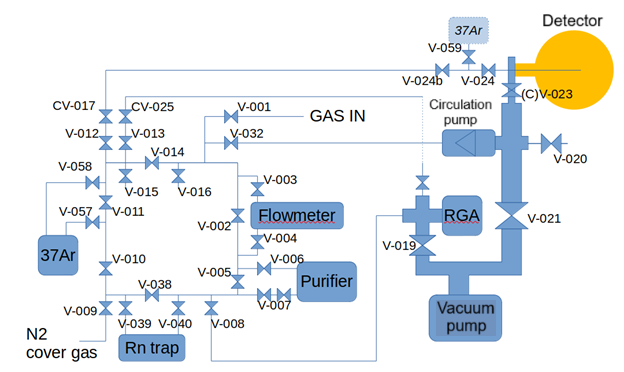 Detector
37Ar
V-059
V-024b
V-024
(C)V-023
CV-017
CV-025
V-001
GAS IN
Circulation
pump
V-012
V-013
V-032
V-014
V-020
V-058
V-015
V-016
V-003
V-057
V-011
V-002
Flowmeter
RGA
V-021
V-004
V-019
37Ar
V-010
V-005
V-006
V-038
Purifier
V-007
V-009
V-039
V-040
V-008
Vacuum
pump
N2
cover gas
Rn trap